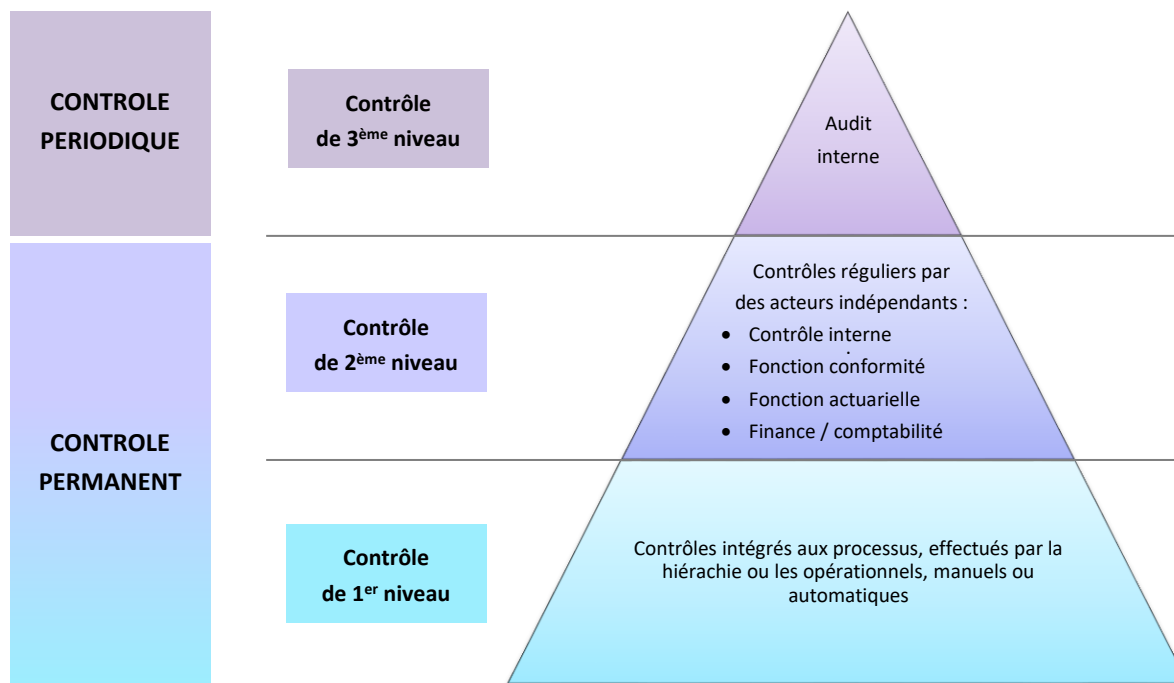 CONTROLE
PERIODIQUE
Contrôle
de 3ème niveau
Audit
interne
CONTROLE
PERMANENT
Contrôle
de 2ème niveau
Contrôles réguliers par
des acteurs indépendants :
• Contrôle interne
.
• Fonction conformité
• Fonction actuarielle
• Finance / comptabilité
Contrôle
de 1er niveau
Contrôles intégrés aux processus, effectués par la
hiérachie ou les opérationnels, manuels ou
automatiques